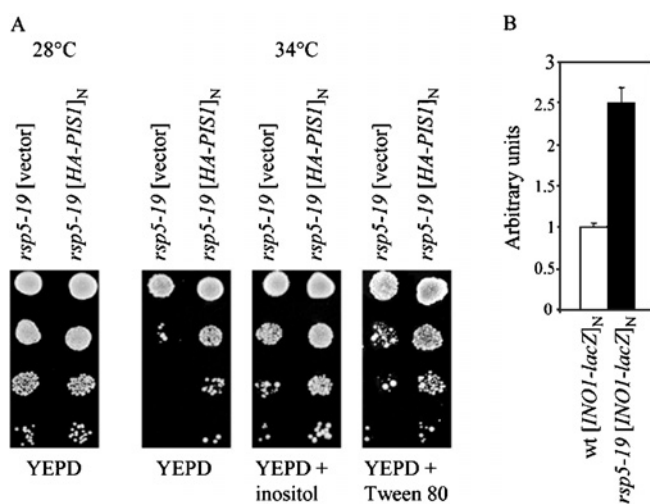 A
28°C
34°C
rsp5-19 [vector]
rsp5-19 [HA-PIS1]N
rsp5-19 [vector]
rsp5-19 [HA-PIS1]N
rsp5-19 [vector]
rsp5-19 [HA-PIS1]N
rsp5-19 [vector]
rsp5-19 [HA-PIS1]N
YEPD
YEPD
YEPD +
inositol
YEPD +
Tween 80
B
Arbitrary units
3
2.5
2
1
1
0.5
0
wt [INO1-lacZ]N
rsp5-19 [INO1-lacZ]N